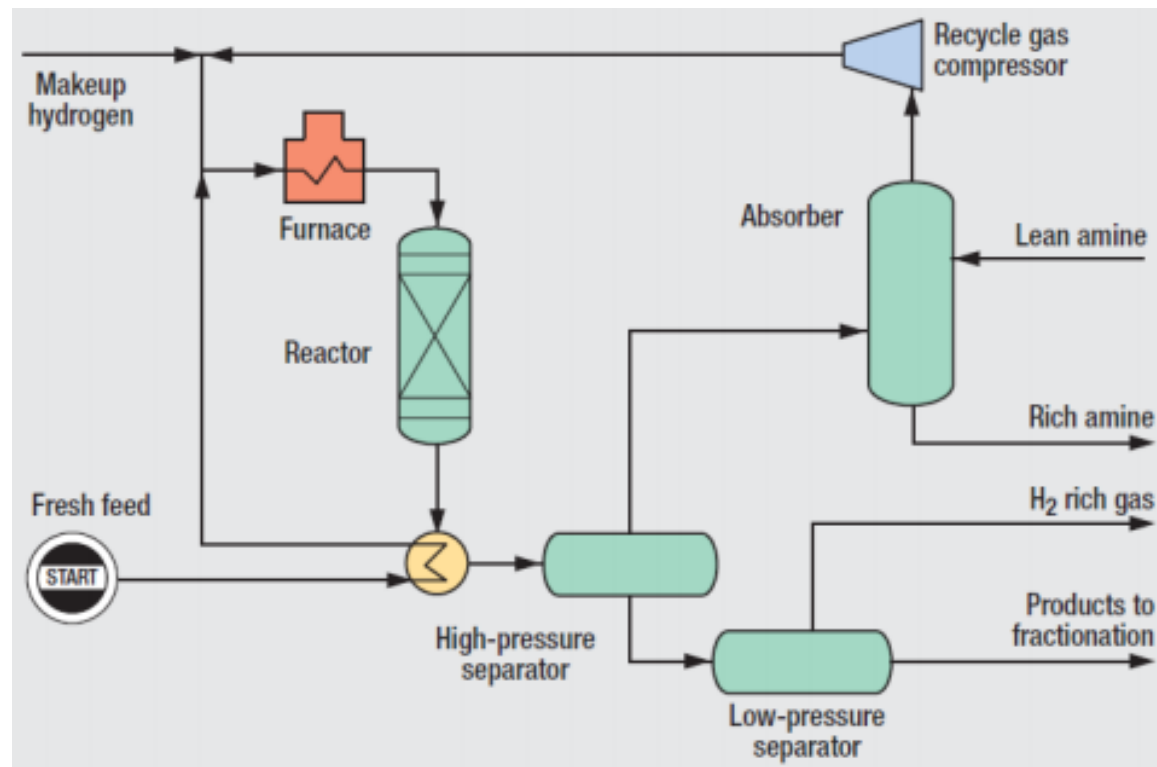 Recycle gas
compressor
Makeup
hydrogen
Furnace
Absorber
Lean amine
Reactor
Rich amine
Fresh feed
START
H₂ rich gas
High-pressure
separator
Products to
fractionation
Low-pressure
separator